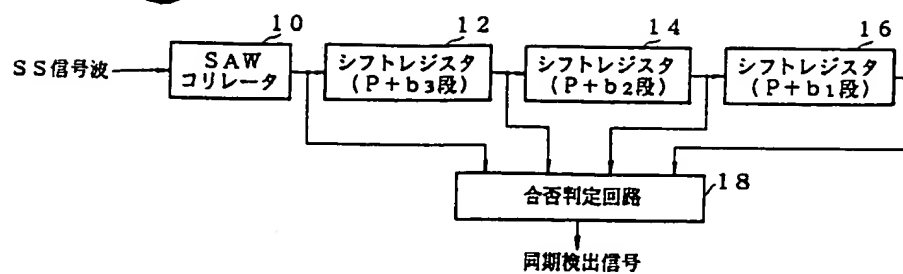 10
12
14
16
SS信号波
SAW
コリレータ
シフトレジスタ
(P+b3段)
シフトレジスタ
(P+b2段)
シフトレジスタ
(P+b1段)
合否判定回路
18
同期検出信号